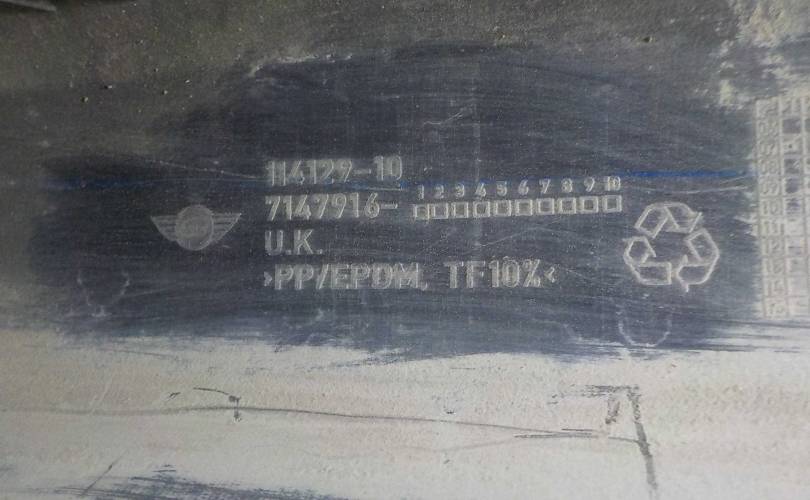 114129-10
1 2 3 4 5 6 7 8 9 10
7147916-
U.K.
>PP/EPDM, TF10%<